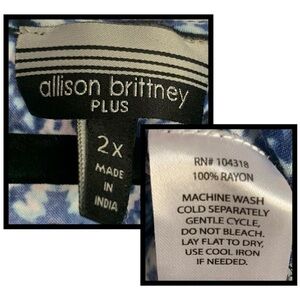 allison brittney
PLUS
2X
MADE
IN
INDIA
RN# 104318
100% RAYON
MACHINE WASH
COLD SEPARATELY
GENTLE CYCLE,
DO NOT BLEACH.
LAY FLAT TO DRY,
USE COOL IRON
IF NEEDED.